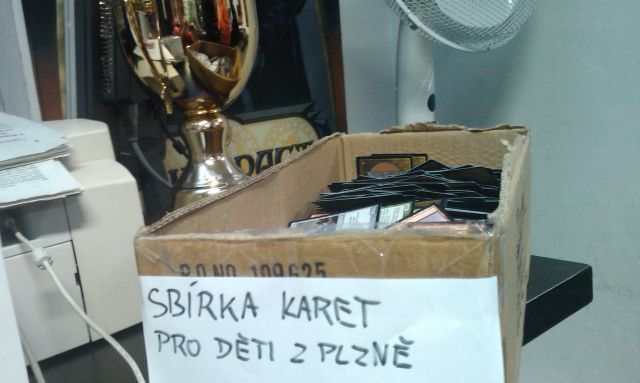 P.O.NO. 109625
SBÍRKA KARET
PRO DĚTI Z PLZNĚ